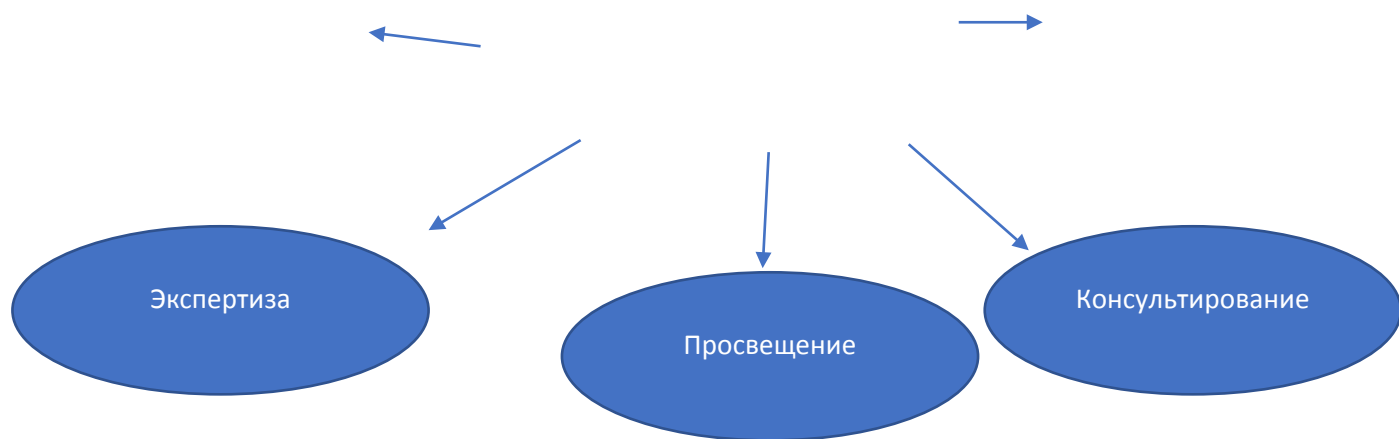 Экспертиза
Просвещение
Консультирование